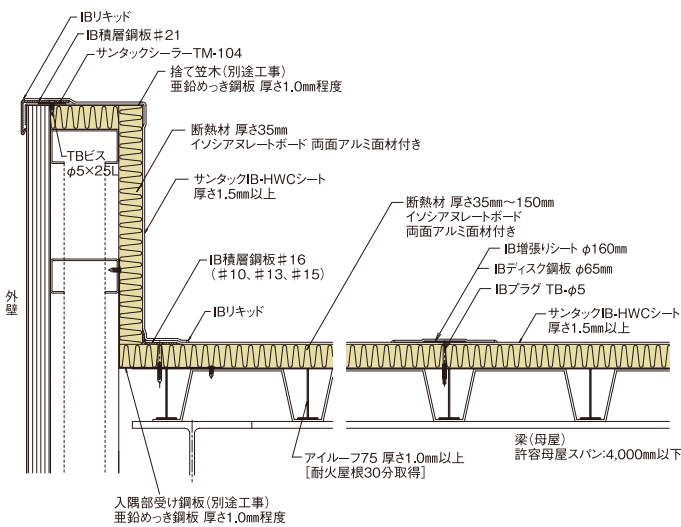 IBリキッド
IB積層鋼板♯21
サンタックシーラーTM-104
捨て笠木（別途工事）
亜鉛めっき鋼板 厚さ1.0mm程度
断熱材 厚さ35mm
イソシアヌレートボード 両面アルミ面材付き
TBビス
φ5×25L
サンタックIB-HWCシート
厚さ1.5mm以上
断熱材 厚さ35mm～150mm
イソシアヌレートボード
両面アルミ面材付き
IB積層鋼板♯16
（♯10、♯13、♯15）
IB増張りシート φ160mm
IBディスク鋼板 φ65mm
IBプラグ TB-φ5
外壁
IBリキッド
サンタックIB-HWCシート
厚さ1.5mm以上
梁（母屋）
許容母屋スパン：4,000mm以下
アイルーフ75 厚さ1.0mm以上
［耐火屋根30分取得］
入隅部受け鋼板（別途工事）
亜鉛めっき鋼板 厚さ1.0mm程度